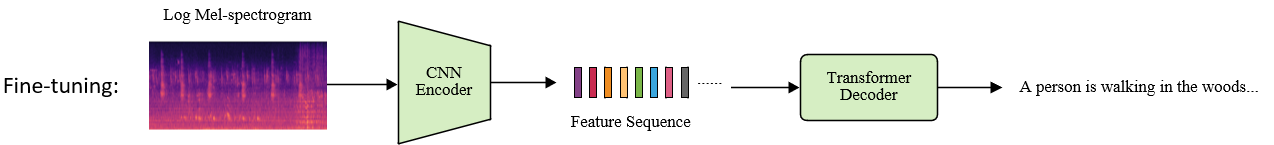 Fine-tuning:
Log Mel-spectrogram
CNN
Encoder
Feature Sequence
......
Transformer
Decoder
A person is walking in the woods...